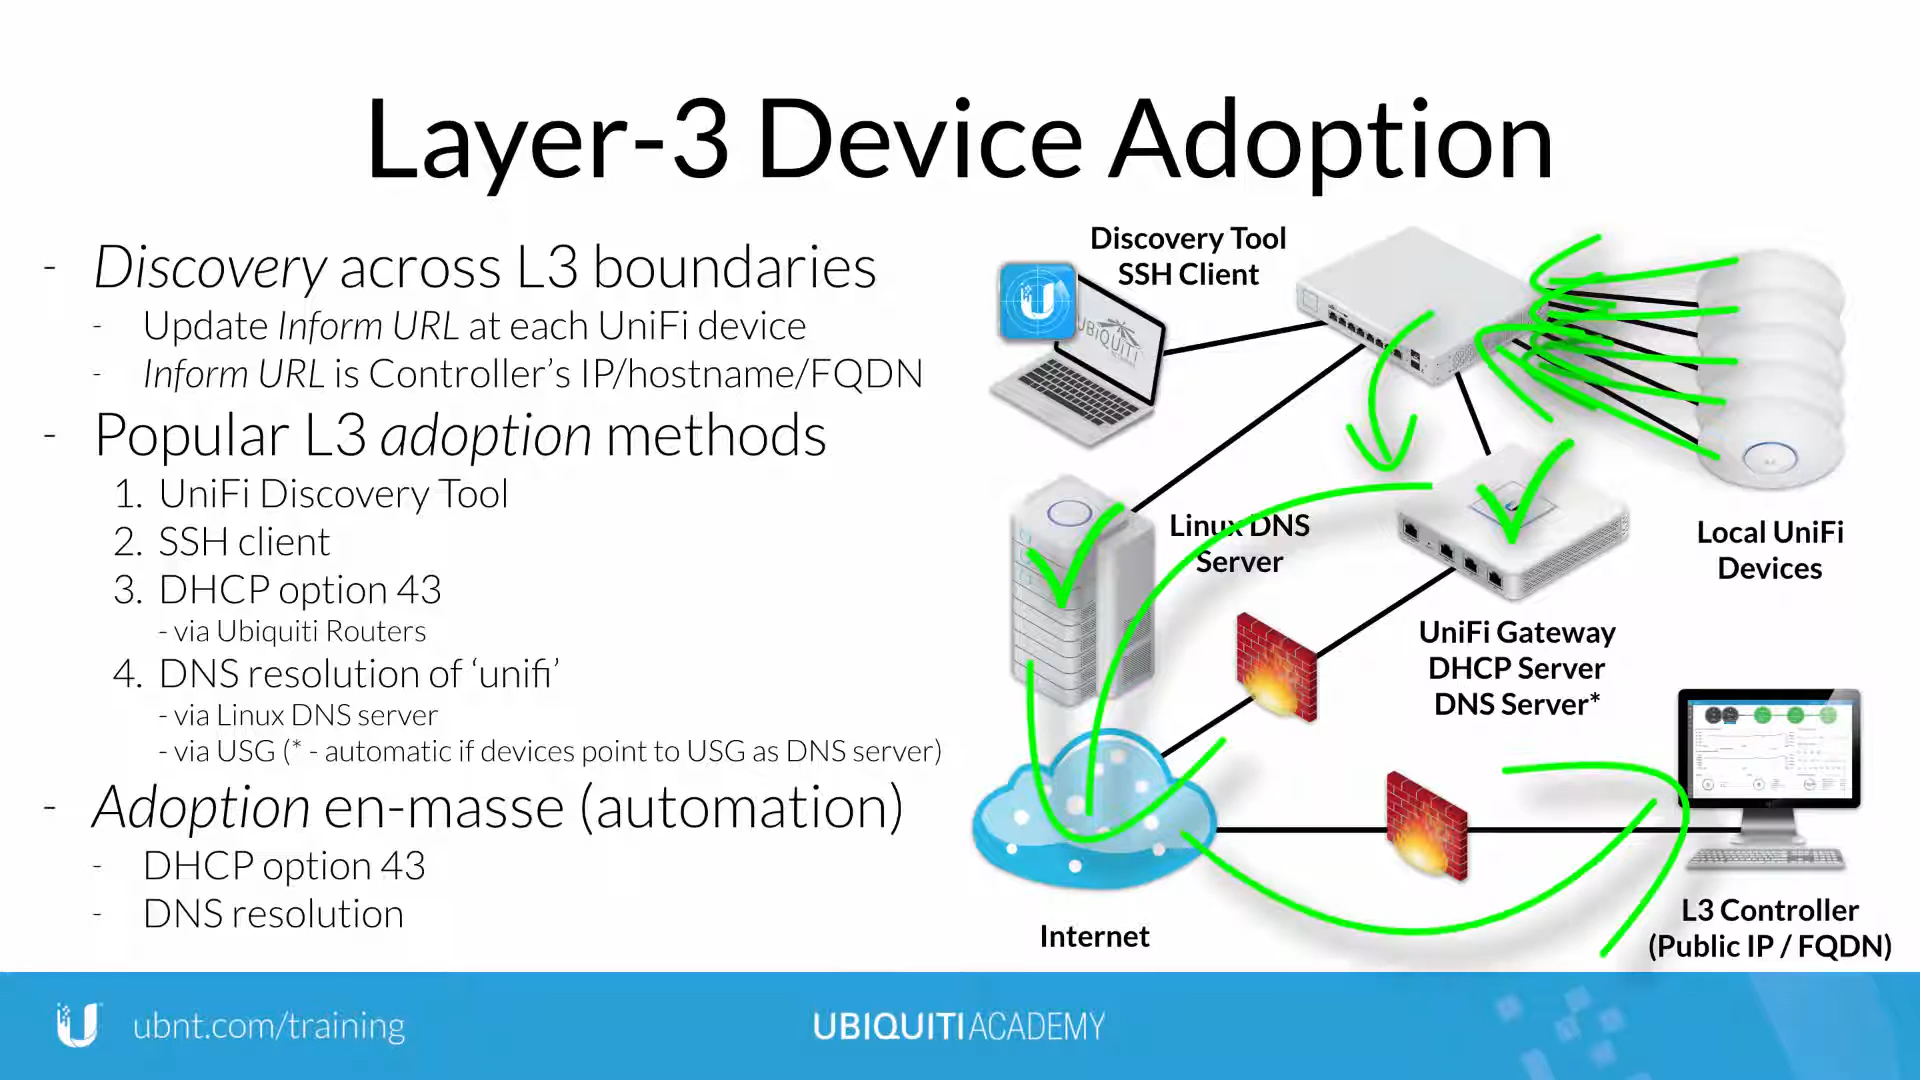 Layer-3 Device Adoption
- Discovery across L3 boundaries
- Update Inform URL at each UniFi device
- Inform URL is Controller's IP/hostname/FQDN
- Popular L3 adoption methods
1. UniFi Discovery Tool
2. SSH client
3. DHCP option 43
- via Ubiquiti Routers
4. DNS resolution of ‘unifi’
- via Linux DNS server
- via USG (* - automatic if devices point to USG as DNS server)
- Adoption en-masse (automation)
- DHCP option 43
- DNS resolution
Discovery Tool
SSH Client
UBIQUITI
Linux DNS
Server
Local UniFi
Devices
UniFi Gateway
DHCP Server
DNS Server*
Internet
L3 Controller
(Public IP / FQDN)
ubnt.com/training
UBIQUITI ACADEMY